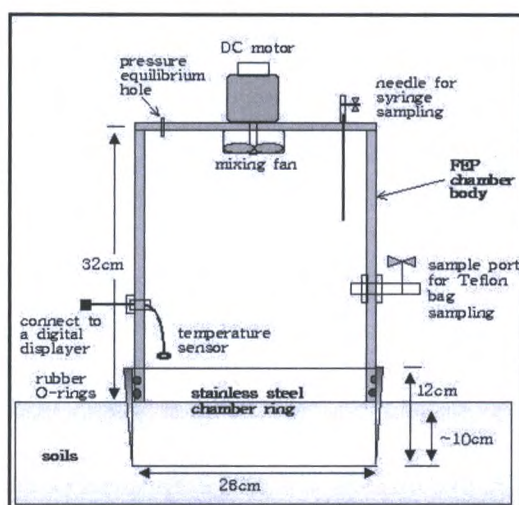 DC motor
pressure
equilibrium
hole
needle for
syringe
sampling
mixing fan
FEP
chamber
body
32cm
sample port
for Teflon
bag
sampling
connect to
a digital
displayer
temperature
sensor
rubber
O-rings
stainless steel
chamber ring
12cm
~10cm
soils
28cm